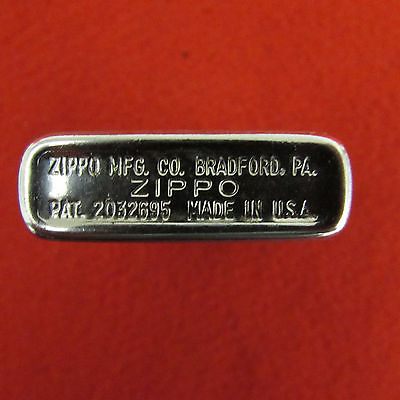 ZIPPO MFG. CO. BRADFORD. PA.
ZIPPO
PAT. 2032695 MADE IN U.S.A.